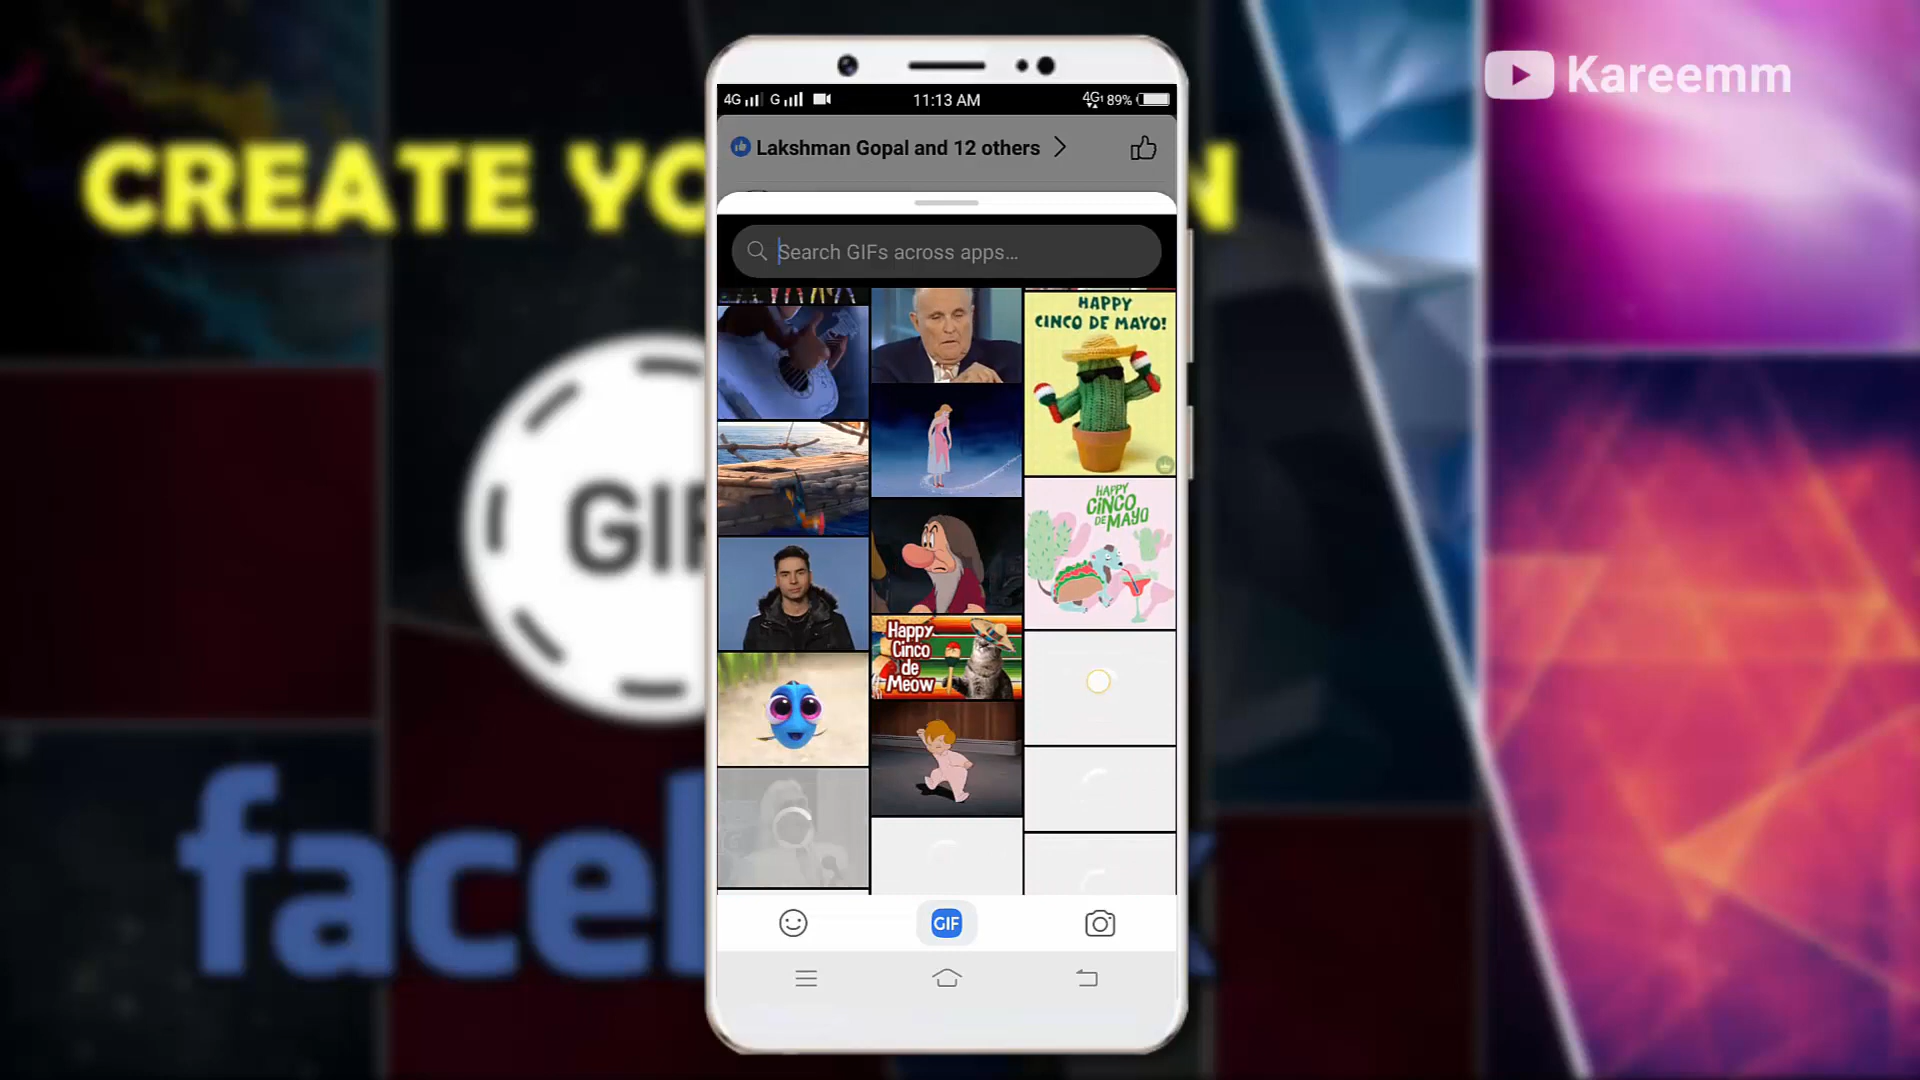 Kareemm
4G G 11:13 AM 4G 89%
Lakshman Gopal and 12 others
CREATE YO N
Search GIFs across apps...
HAPPY
CINCO DE MAYO!
HAPPY
CINCO
DE MAYO
GIF
Happy
Cinco
de
Meow
GIF